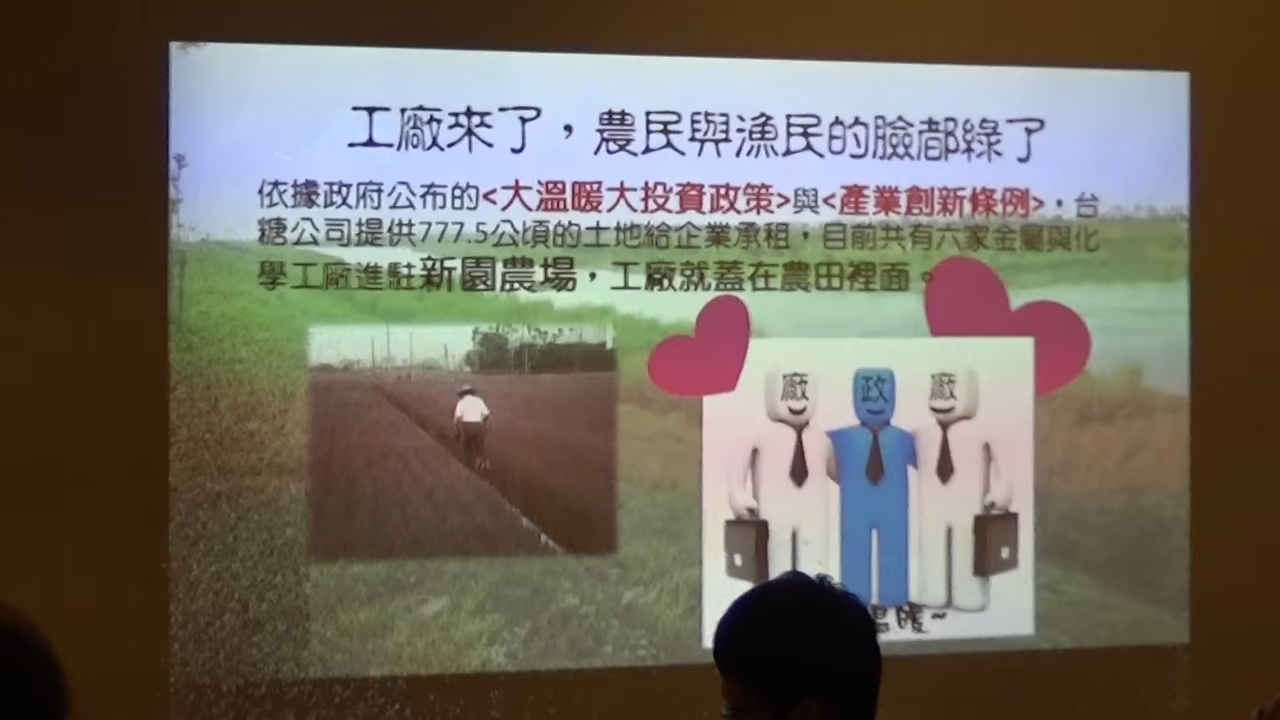 工廠來了，農民與漁民的臉都綠了
依據政府公布的<大溫暖大投資政策>與<產業創新條例>，台
糖公司提供777.5公頃的土地給企業承租，目前共有六家金屬與化
學工廠進駐新園農場，工廠就蓋在農田裡面。
廠 政 廠
暖~